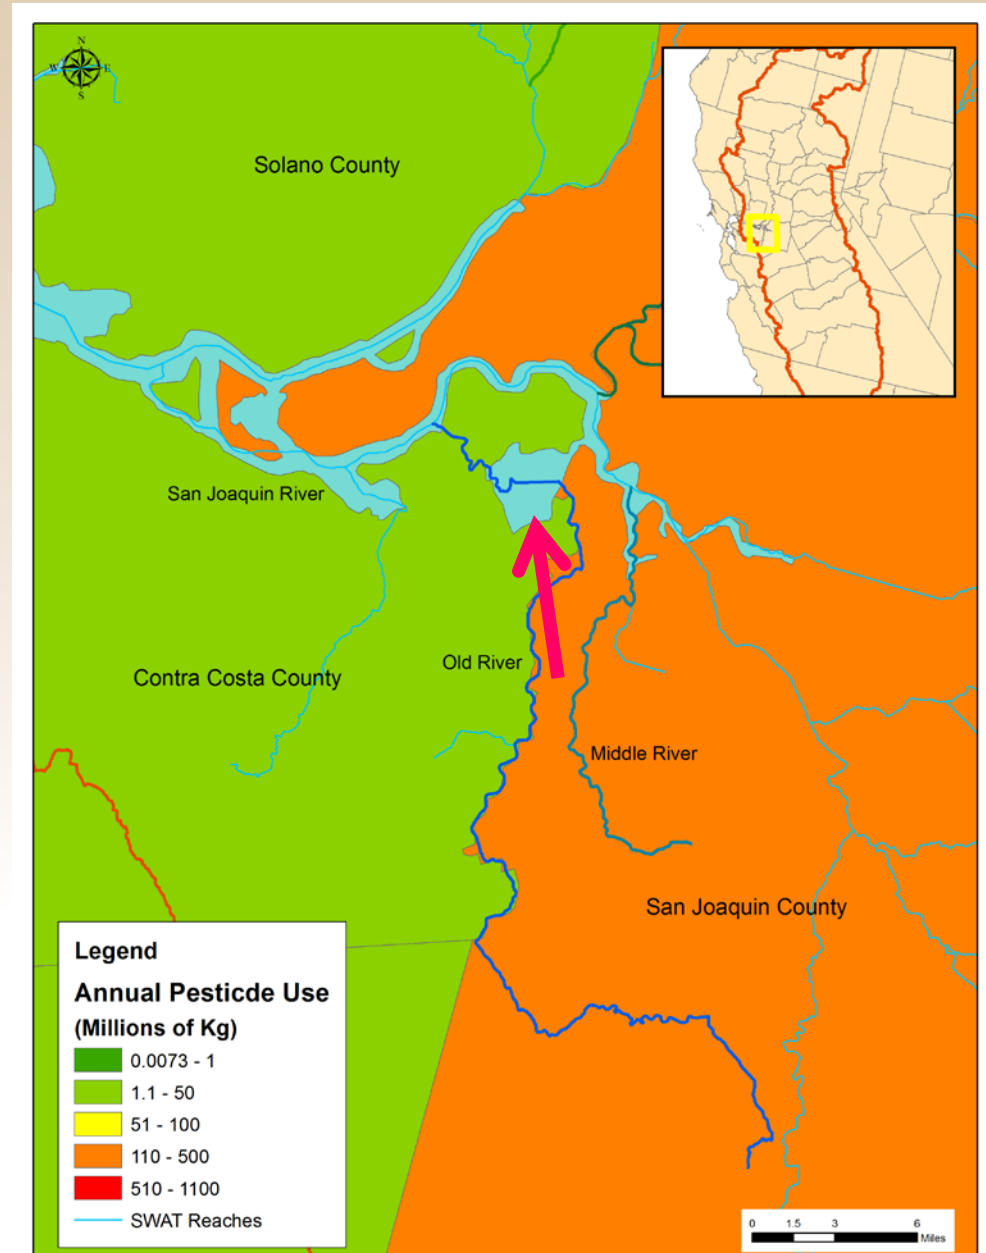 N
W E
S
Solano County
San Joaquin River
Contra Costa County
Old River
Middle River
San Joaquin County
Legend
Annual Pesticde Use
(Millions of Kg)
0.0073 - 1
1.1 - 50
51 - 100
110 - 500
510 - 1100
SWAT Reaches
0 1.5 3 6
Miles